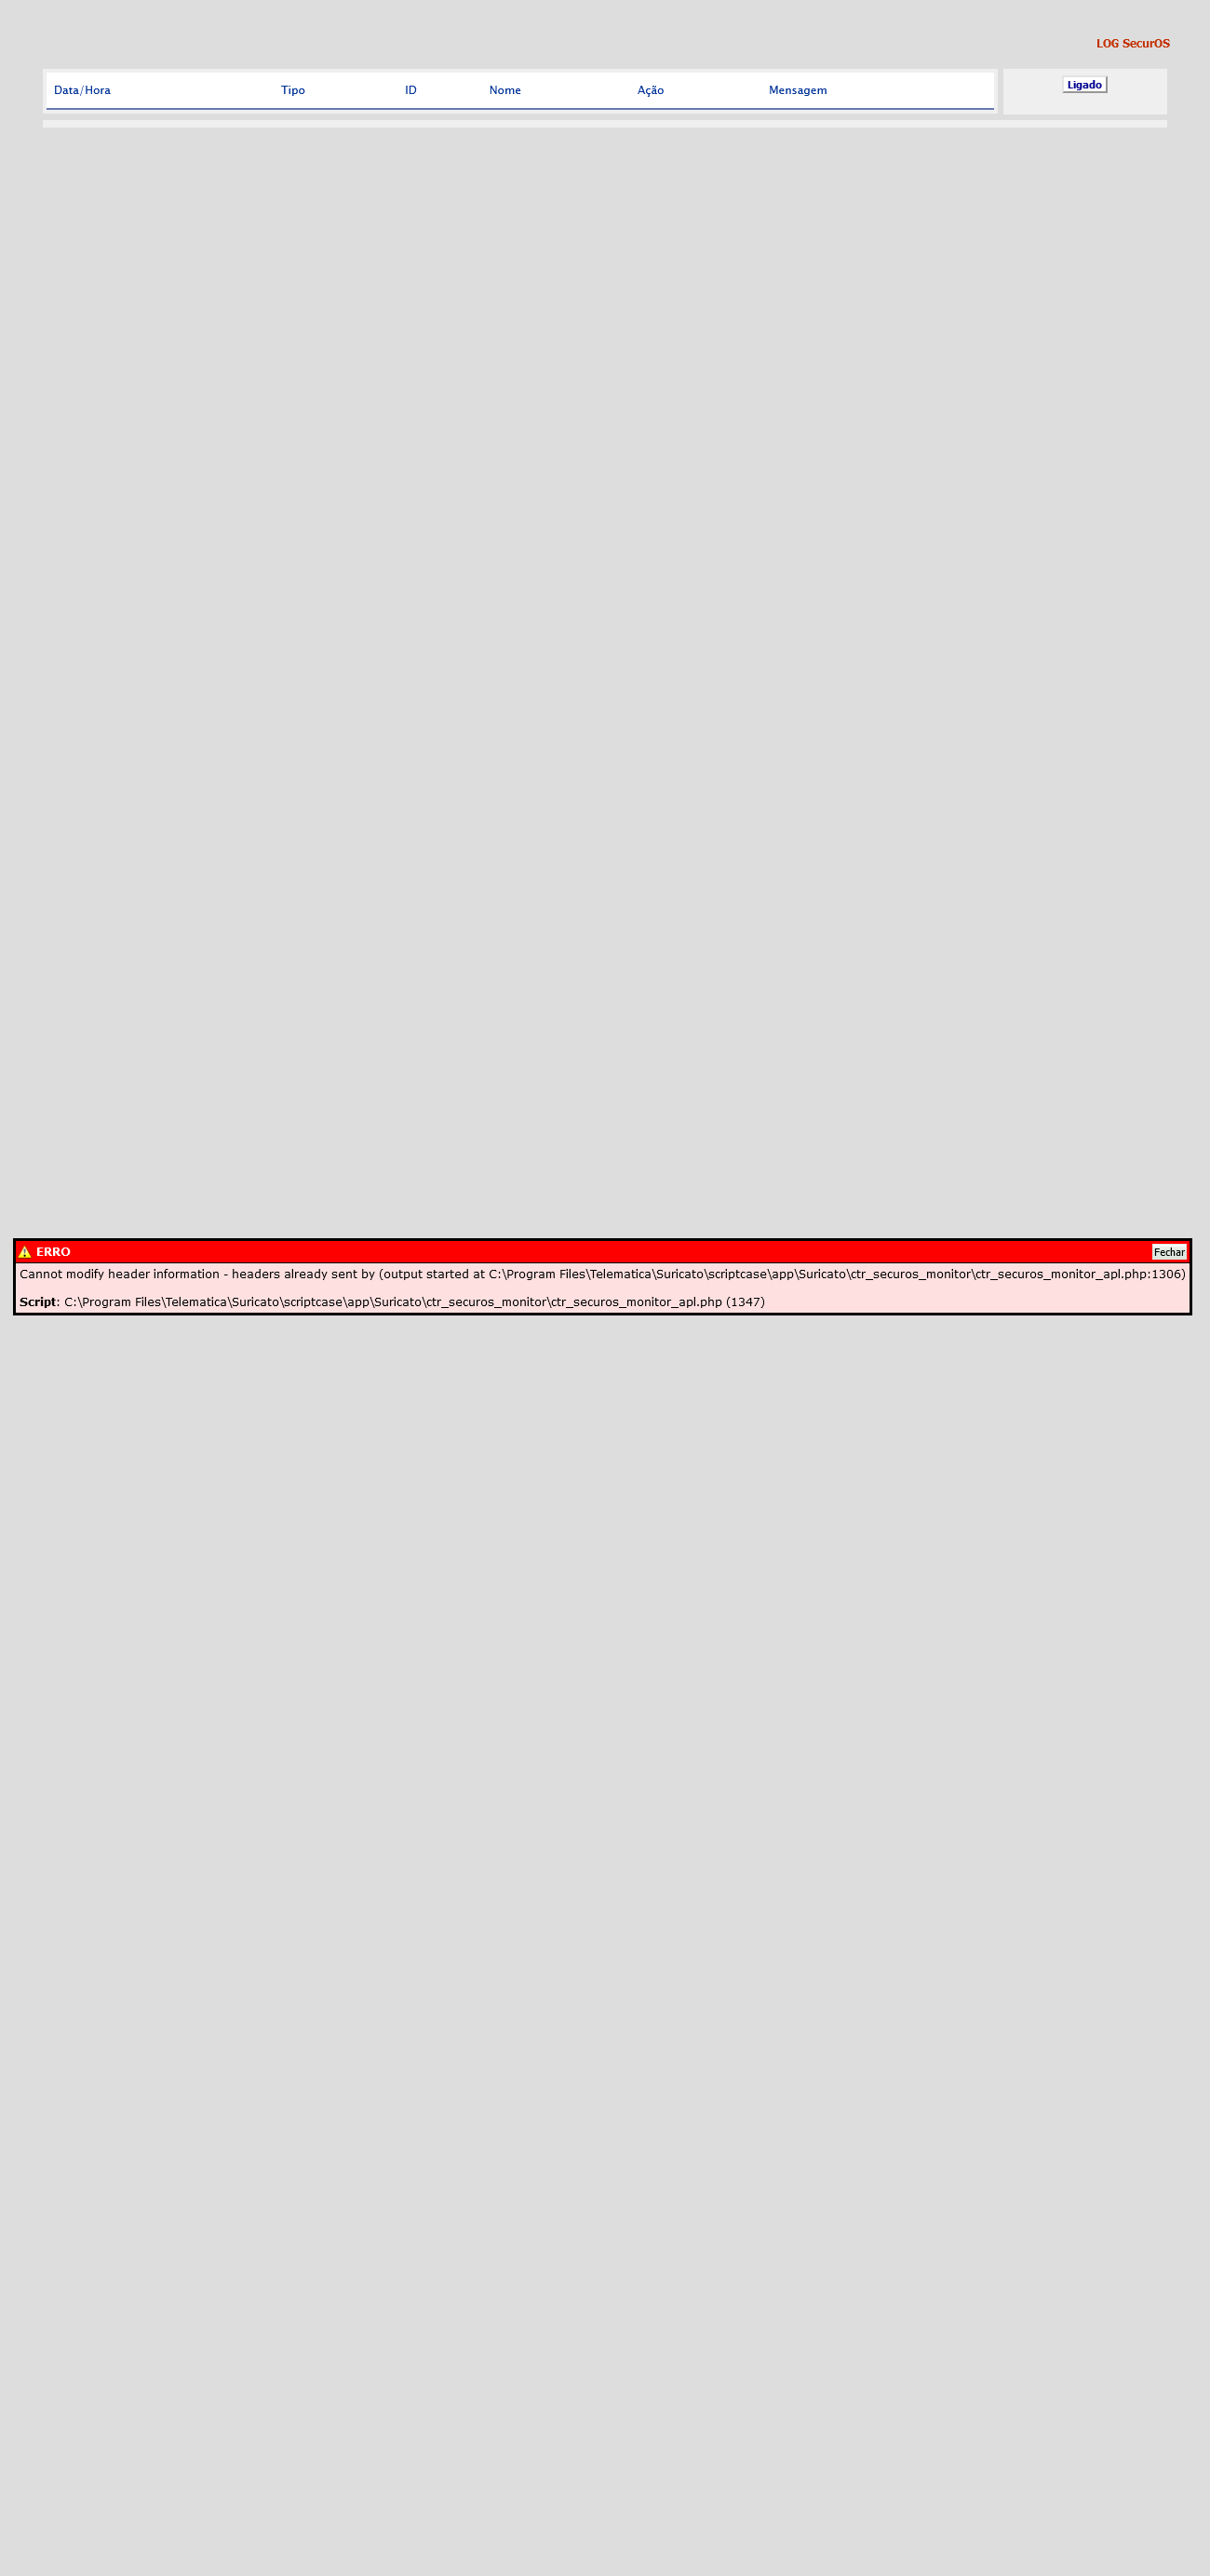 LOG SecurOS
Data/Hora Tipo ID Nome Ação Mensagem Ligado
ERRO Fechar
Cannot modify header information - headers already sent by (output started at C:\Program Files\Telematica\Suricato\scriptcase\app\Suricato\ctr_securos_monitor\ctr_securos_monitor_apl.php:1306)
Script: C:\Program Files\Telematica\Suricato\scriptcase\app\Suricato\ctr_securos_monitor\ctr_securos_monitor_apl.php (1347)